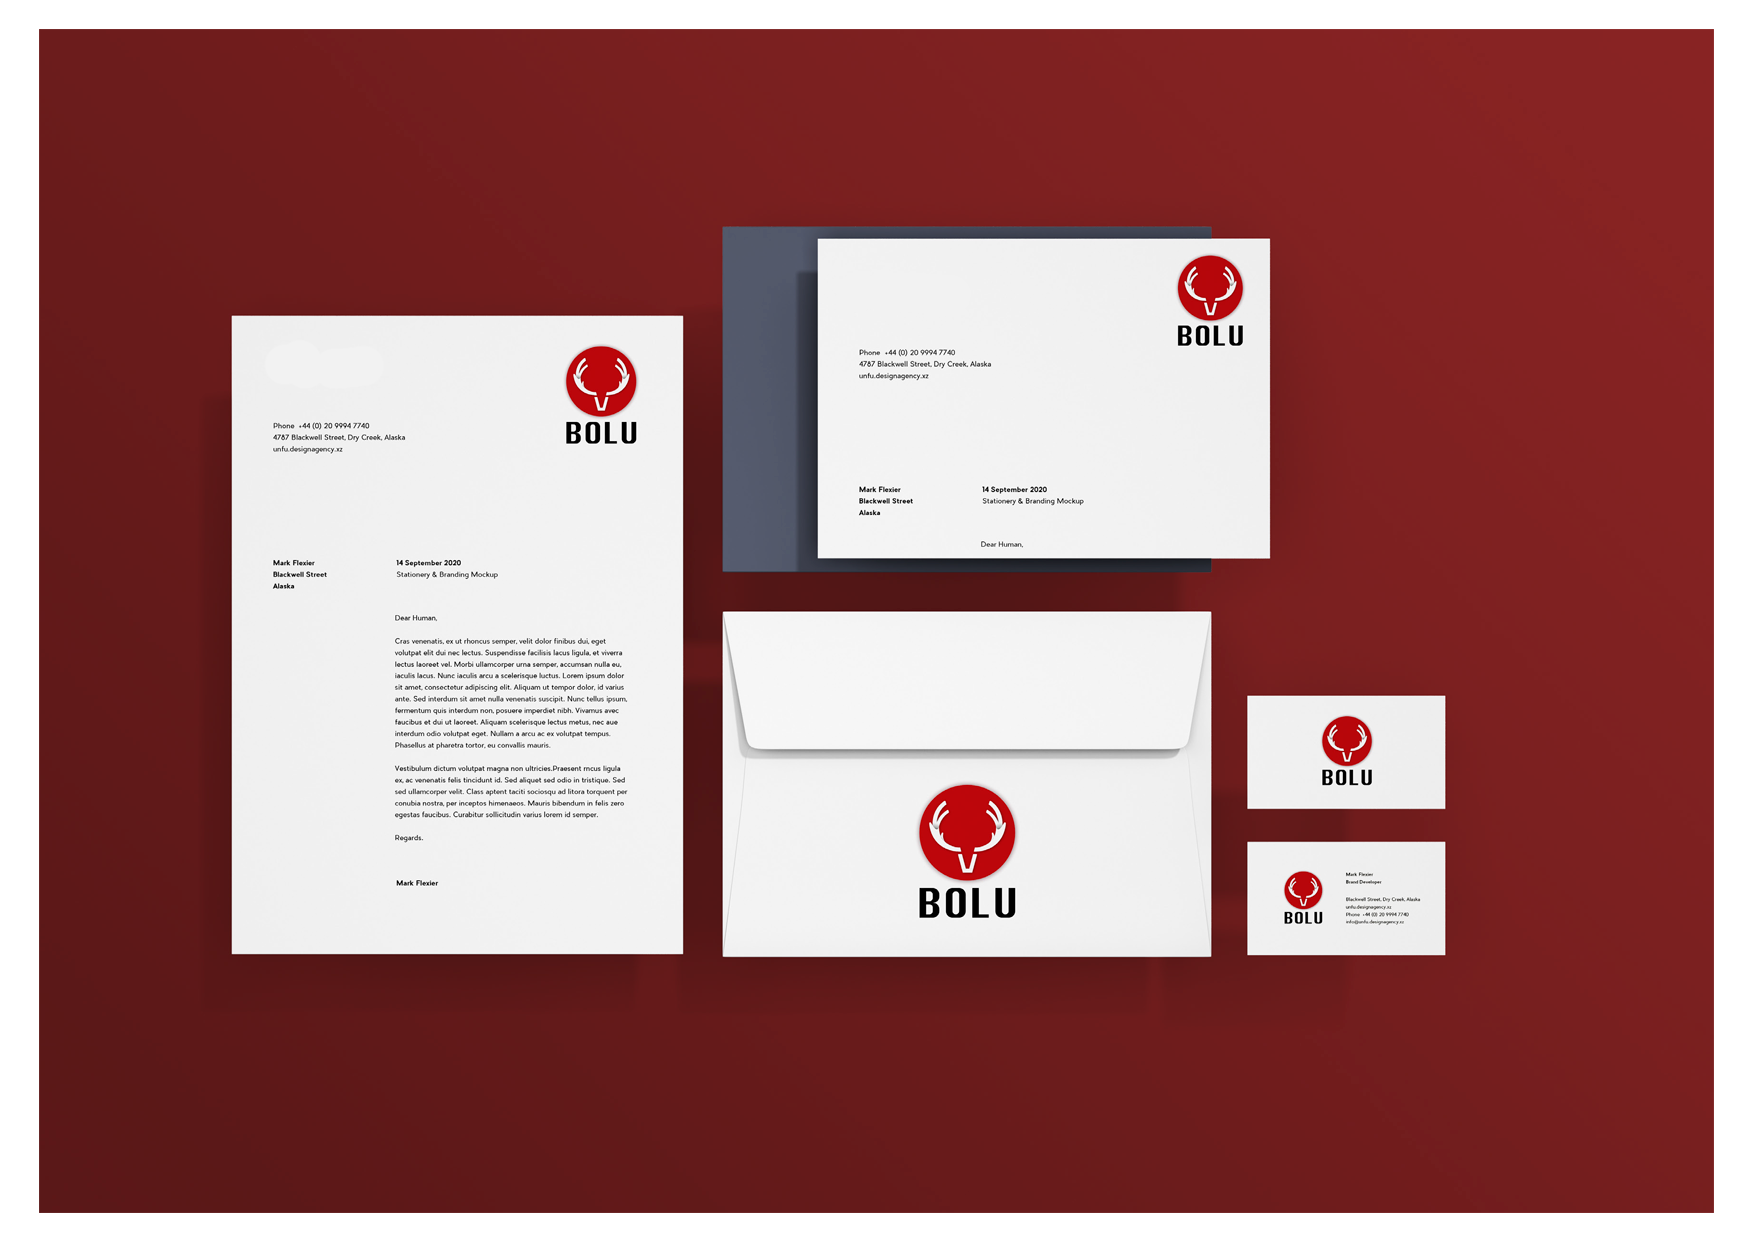 BOLU
Phone +44 (0) 20 9994 7740
4787 Blackwell Street, Dry Creek, Alaska
unfu.designagency.xz
Mark Flexier
Blackwell Street
Alaska
14 September 2020
Stationery & Branding Mockup
Dear Human,
Cras venenatis, ex ut rhoncus semper, velit dolor finibus dui, eget
volutpat elit dui nec lectus. Suspendisse facilisis lacus ligula, et viverra
lectus laoreet vel. Morbi ullamcorper urna semper, accumsan nulla eu,
iaculis lacus. Nunc iaculis arcu a scelerisque luctus. Lorem ipsum dolor
sit amet, consectetur adipiscing elit. Aliquam ut tempor dolor, id varius
ante. Sed interdum sit amet nulla venenatis suscipit. Nunc tellus ipsum,
fermentum quis interdum non, posuere imperdiet nibh. Vivamus avec
faucibus et dui ut laoreet. Aliquam scelerisque lectus metus, nec aue
interdum odio volutpat eget. Nullam a arcu ac ex volutpat tempus.
Phasellus at pharetra tortor, eu convallis mauris.
Vestibulum dictum volutpat magna non ultricies.Praesent mcus ligula
ex, ac venenatis felis tincidunt id. Sed aliquet sed odio in tristique. Sed
sed ullamcorper velit. Class aptent taciti sociosqu ad litora torquent per
conubia nostra, per inceptos himenaeos. Mauris bibendum in felis zero
egestas faucibus. Curabitur sollicitudin varius lorem id semper.
Regards.
Mark Flexier
BOLU
Phone +44 (0) 20 9994 7740
4787 Blackwell Street, Dry Creek, Alaska
unfu.designagency.xz
Mark Flexier
Blackwell Street
Alaska
14 September 2020
Stationery & Branding Mockup
Dear Human,
BOLU
BOLU
BOLU
Mark Flexier
Brand Developer
Blackwell Street, Dry Creek, Alaska
unfu.designagency.xz
Phone +44 (0) 20 9994 7740
info@unfu.designagency.xz